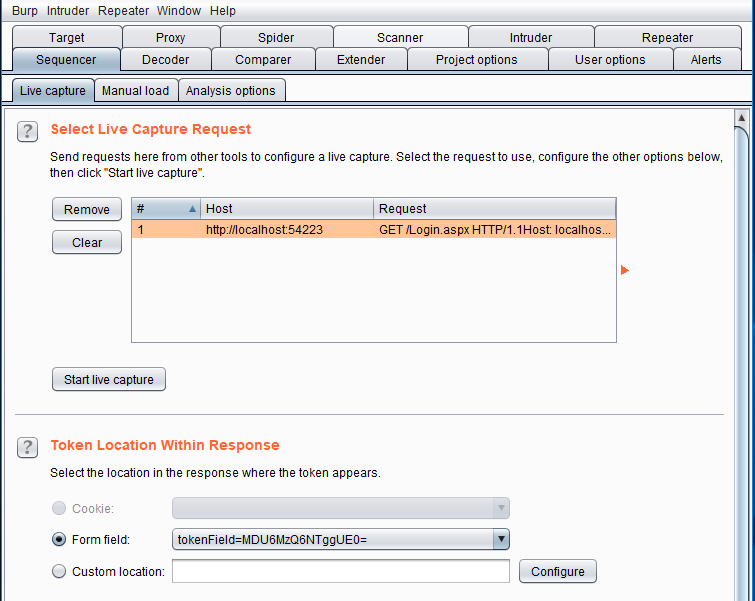 Burp Intruder Repeater Window Help
Target Proxy Spider Scanner Intruder Repeater
Sequencer Decoder Comparer Extender Project options User options Alerts
Live capture Manual load Analysis options
? Select Live Capture Request
Send requests here from other tools to configure a live capture. Select the request to use, configure the other options below,
then click "Start live capture".
Remove # Host Request
1 http://localhost:54223 GET /Login.aspx HTTP/1.1Host: localhos...
Clear
Start live capture
? Token Location Within Response
Select the location in the response where the token appears.
Cookie:
Form field: tokenField=MDU6MzQ6NTggUE0=
Custom location: Configure